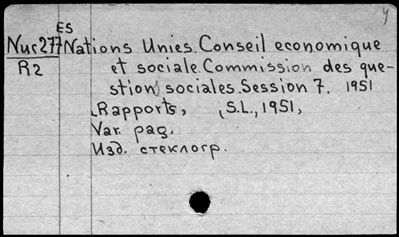 ES
Nur277 Nations Unies. Conseil economique
R2 et sociale. Commission des que-
stion sociales. Session 7. 1951
Rapports, S.L., 1951,
Var. pag.
Изд. стеклогр.